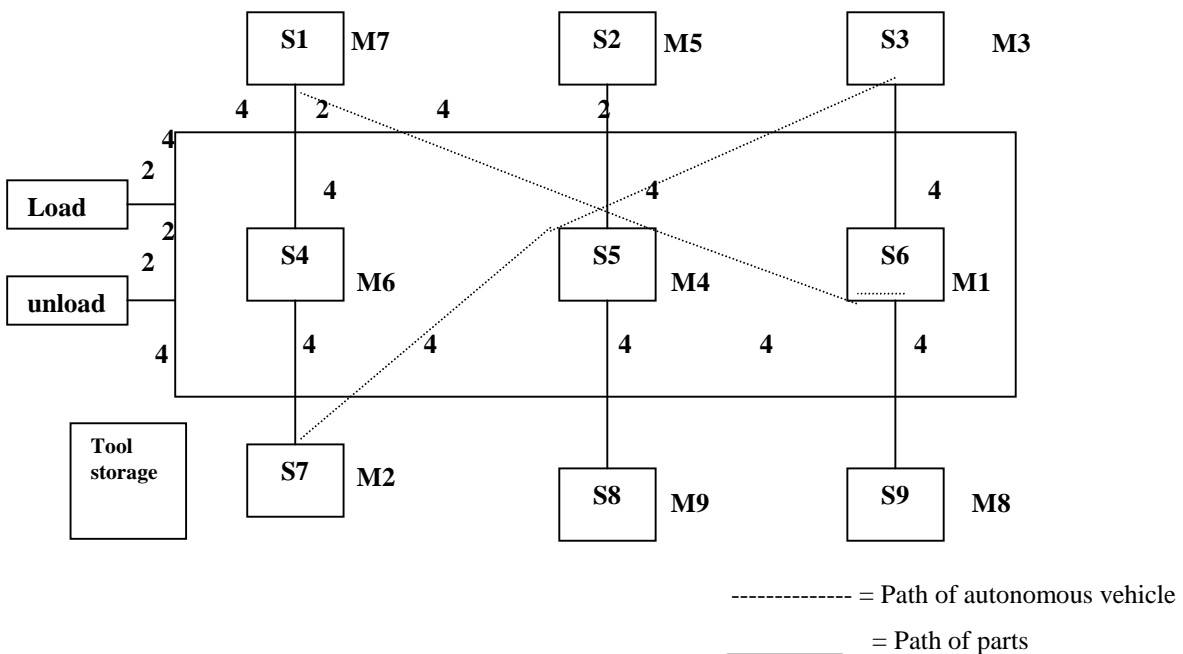 S1 M7 S2 M5 S3 M3
4 2 4 2
4
2
Load 4 4 4
2
S4 S5 S6
2
M6 M4 M1
unload
4 4 4 4 4 4
Tool
storage
S7 M2 S8 M9 S9 M8
-------------- = Path of autonomous vehicle
= Path of parts